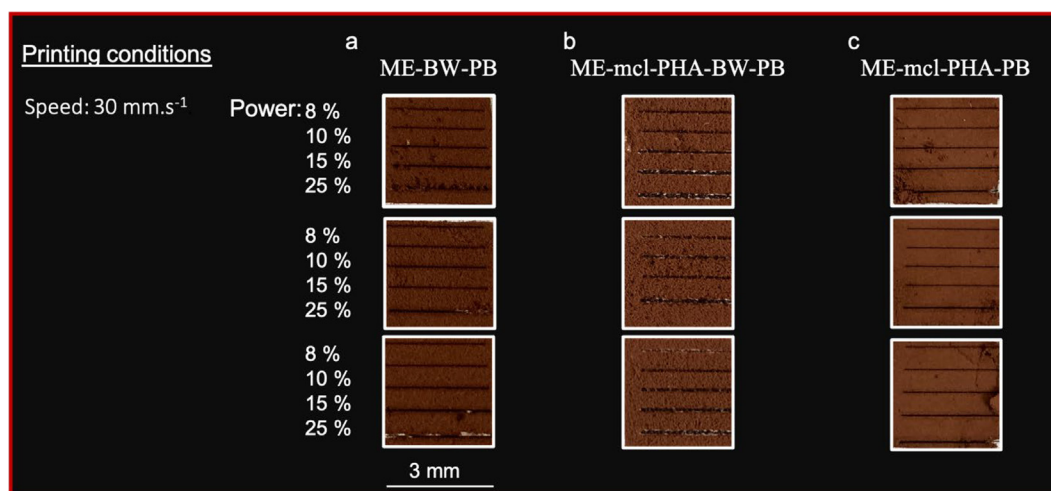 Printing conditions
Speed: 30 mm.s⁻¹
Power:
a
ME-BW-PB
b
ME-mcl-PHA-BW-PB
c
ME-mcl-PHA-PB
8 %
10 %
15 %
25 %
8 %
10 %
15 %
25 %
8 %
10 %
15 %
25 %
3 mm